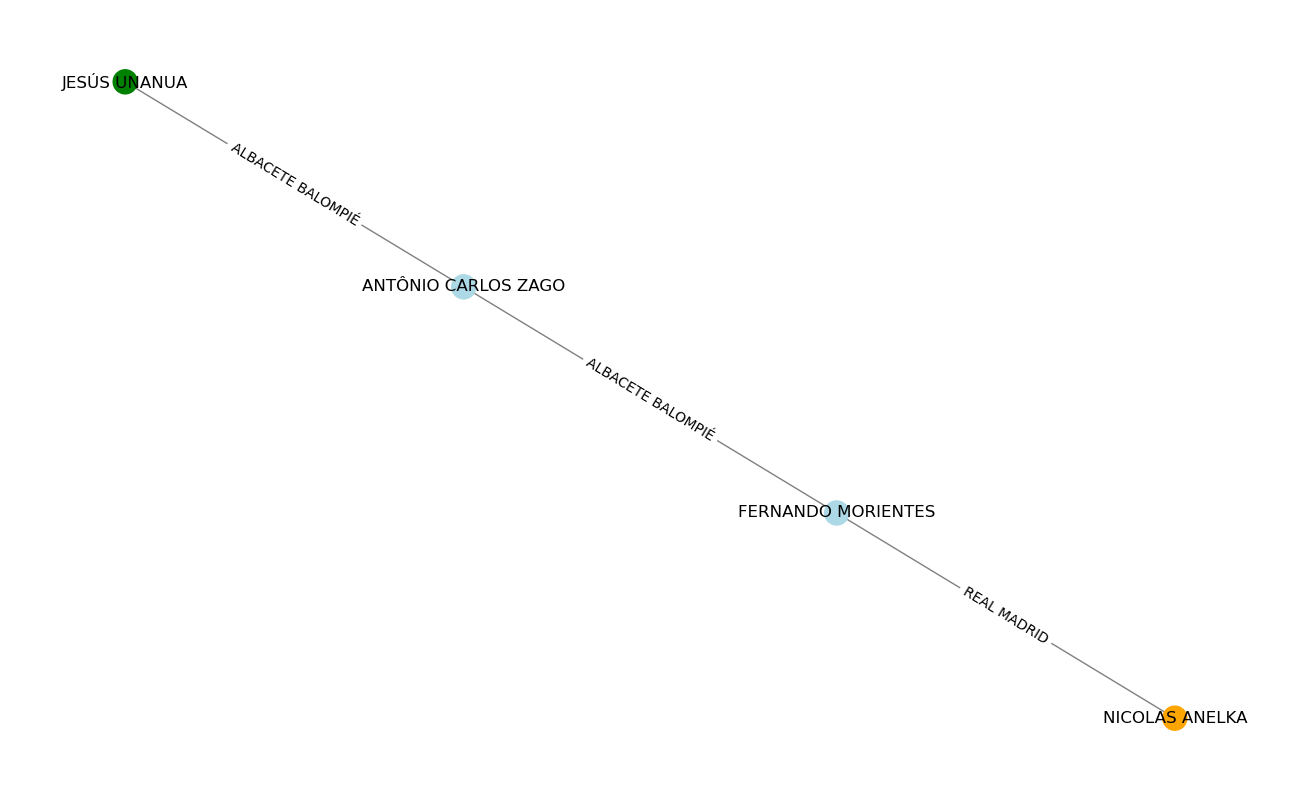 JESÚS UNANUA
ALBACETE BALOMPIÉ
ANTÔNIO CARLOS ZAGO
ALBACETE BALOMPIÉ
FERNANDO MORIENTES
REAL MADRID
NICOLAS ANELKA